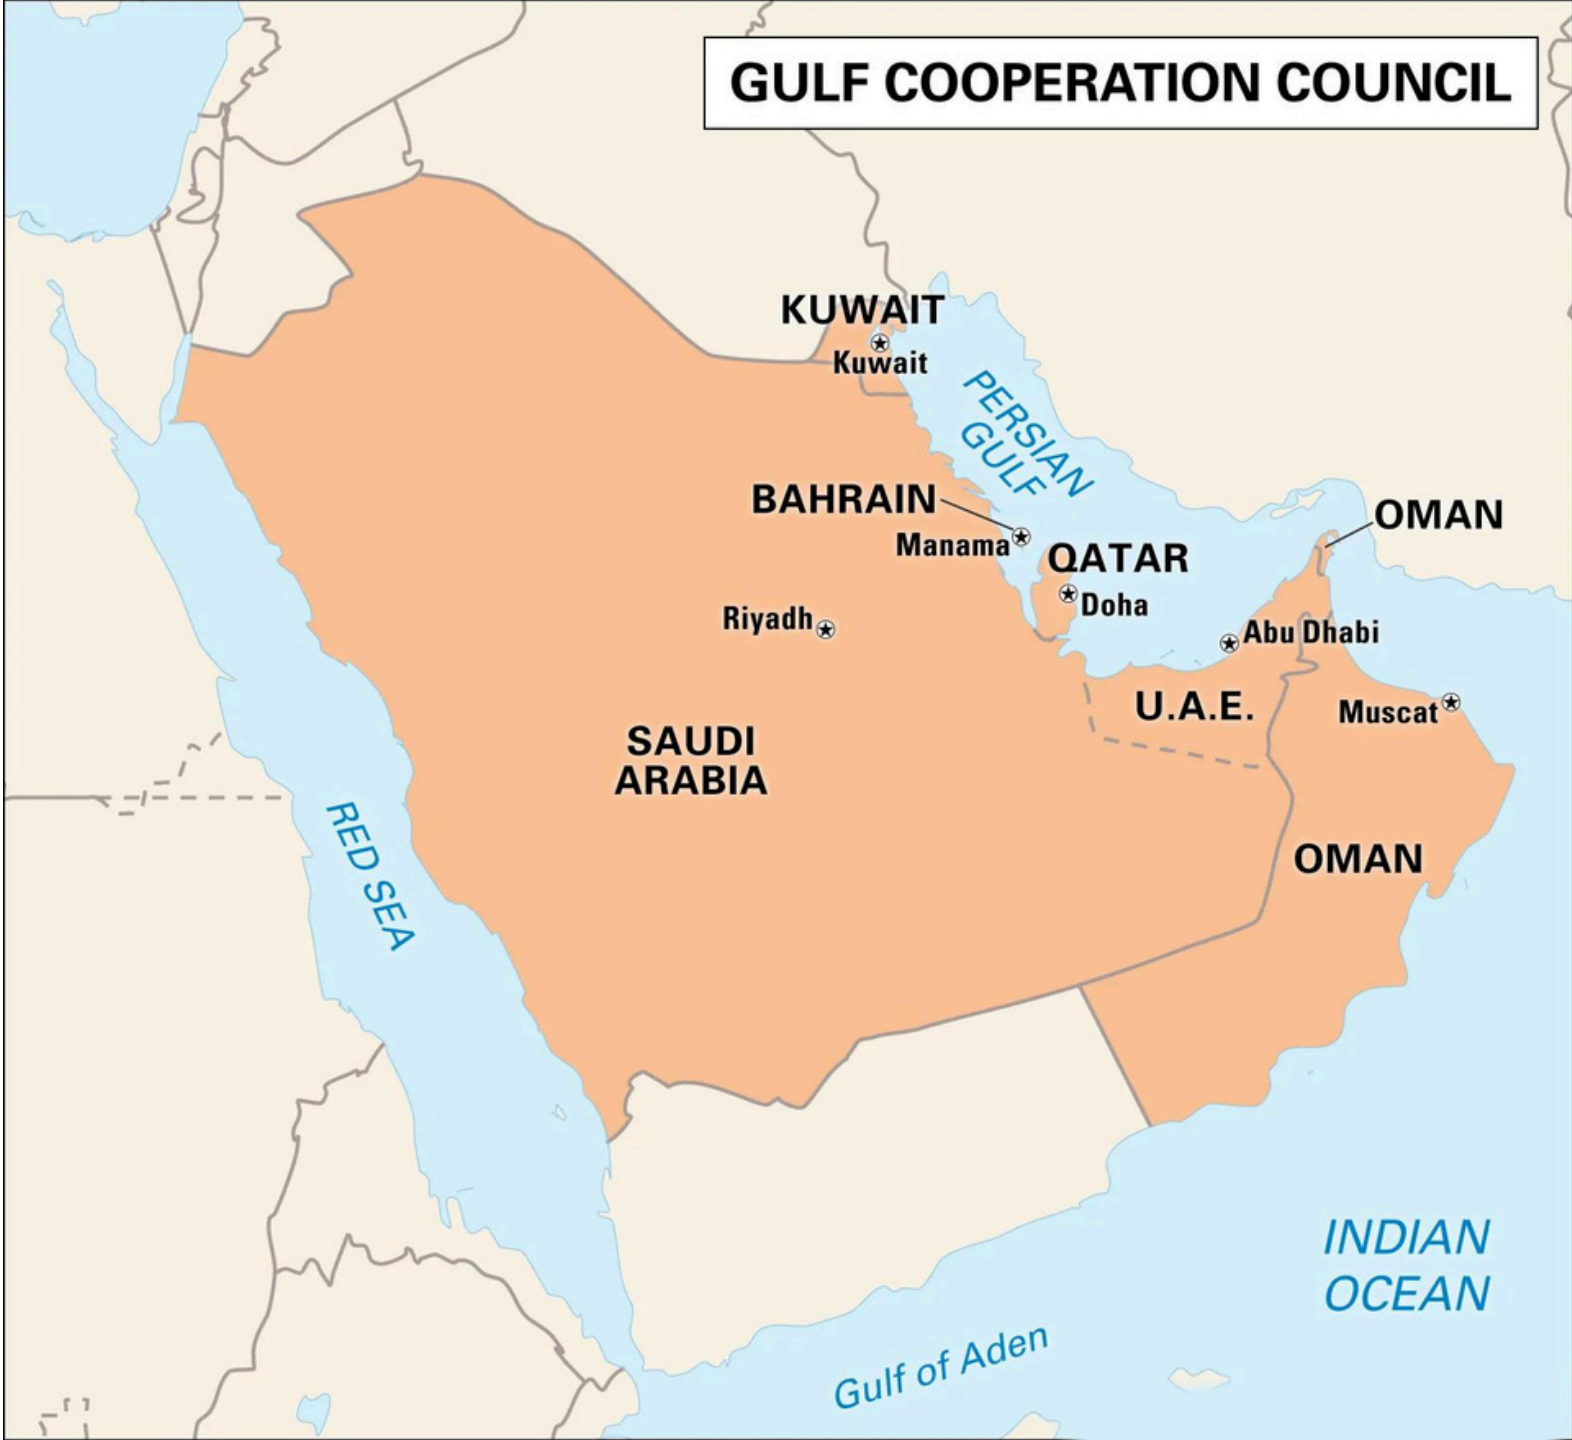 GULF COOPERATION COUNCIL
KUWAIT
Kuwait
PERSIAN
GULF
BAHRAIN
Manama
QATAR
Doha
OMAN
Riyadh
Abu Dhabi
U.A.E.
Muscat
SAUDI
ARABIA
RED SEA
OMAN
INDIAN
OCEAN
Gulf of Aden